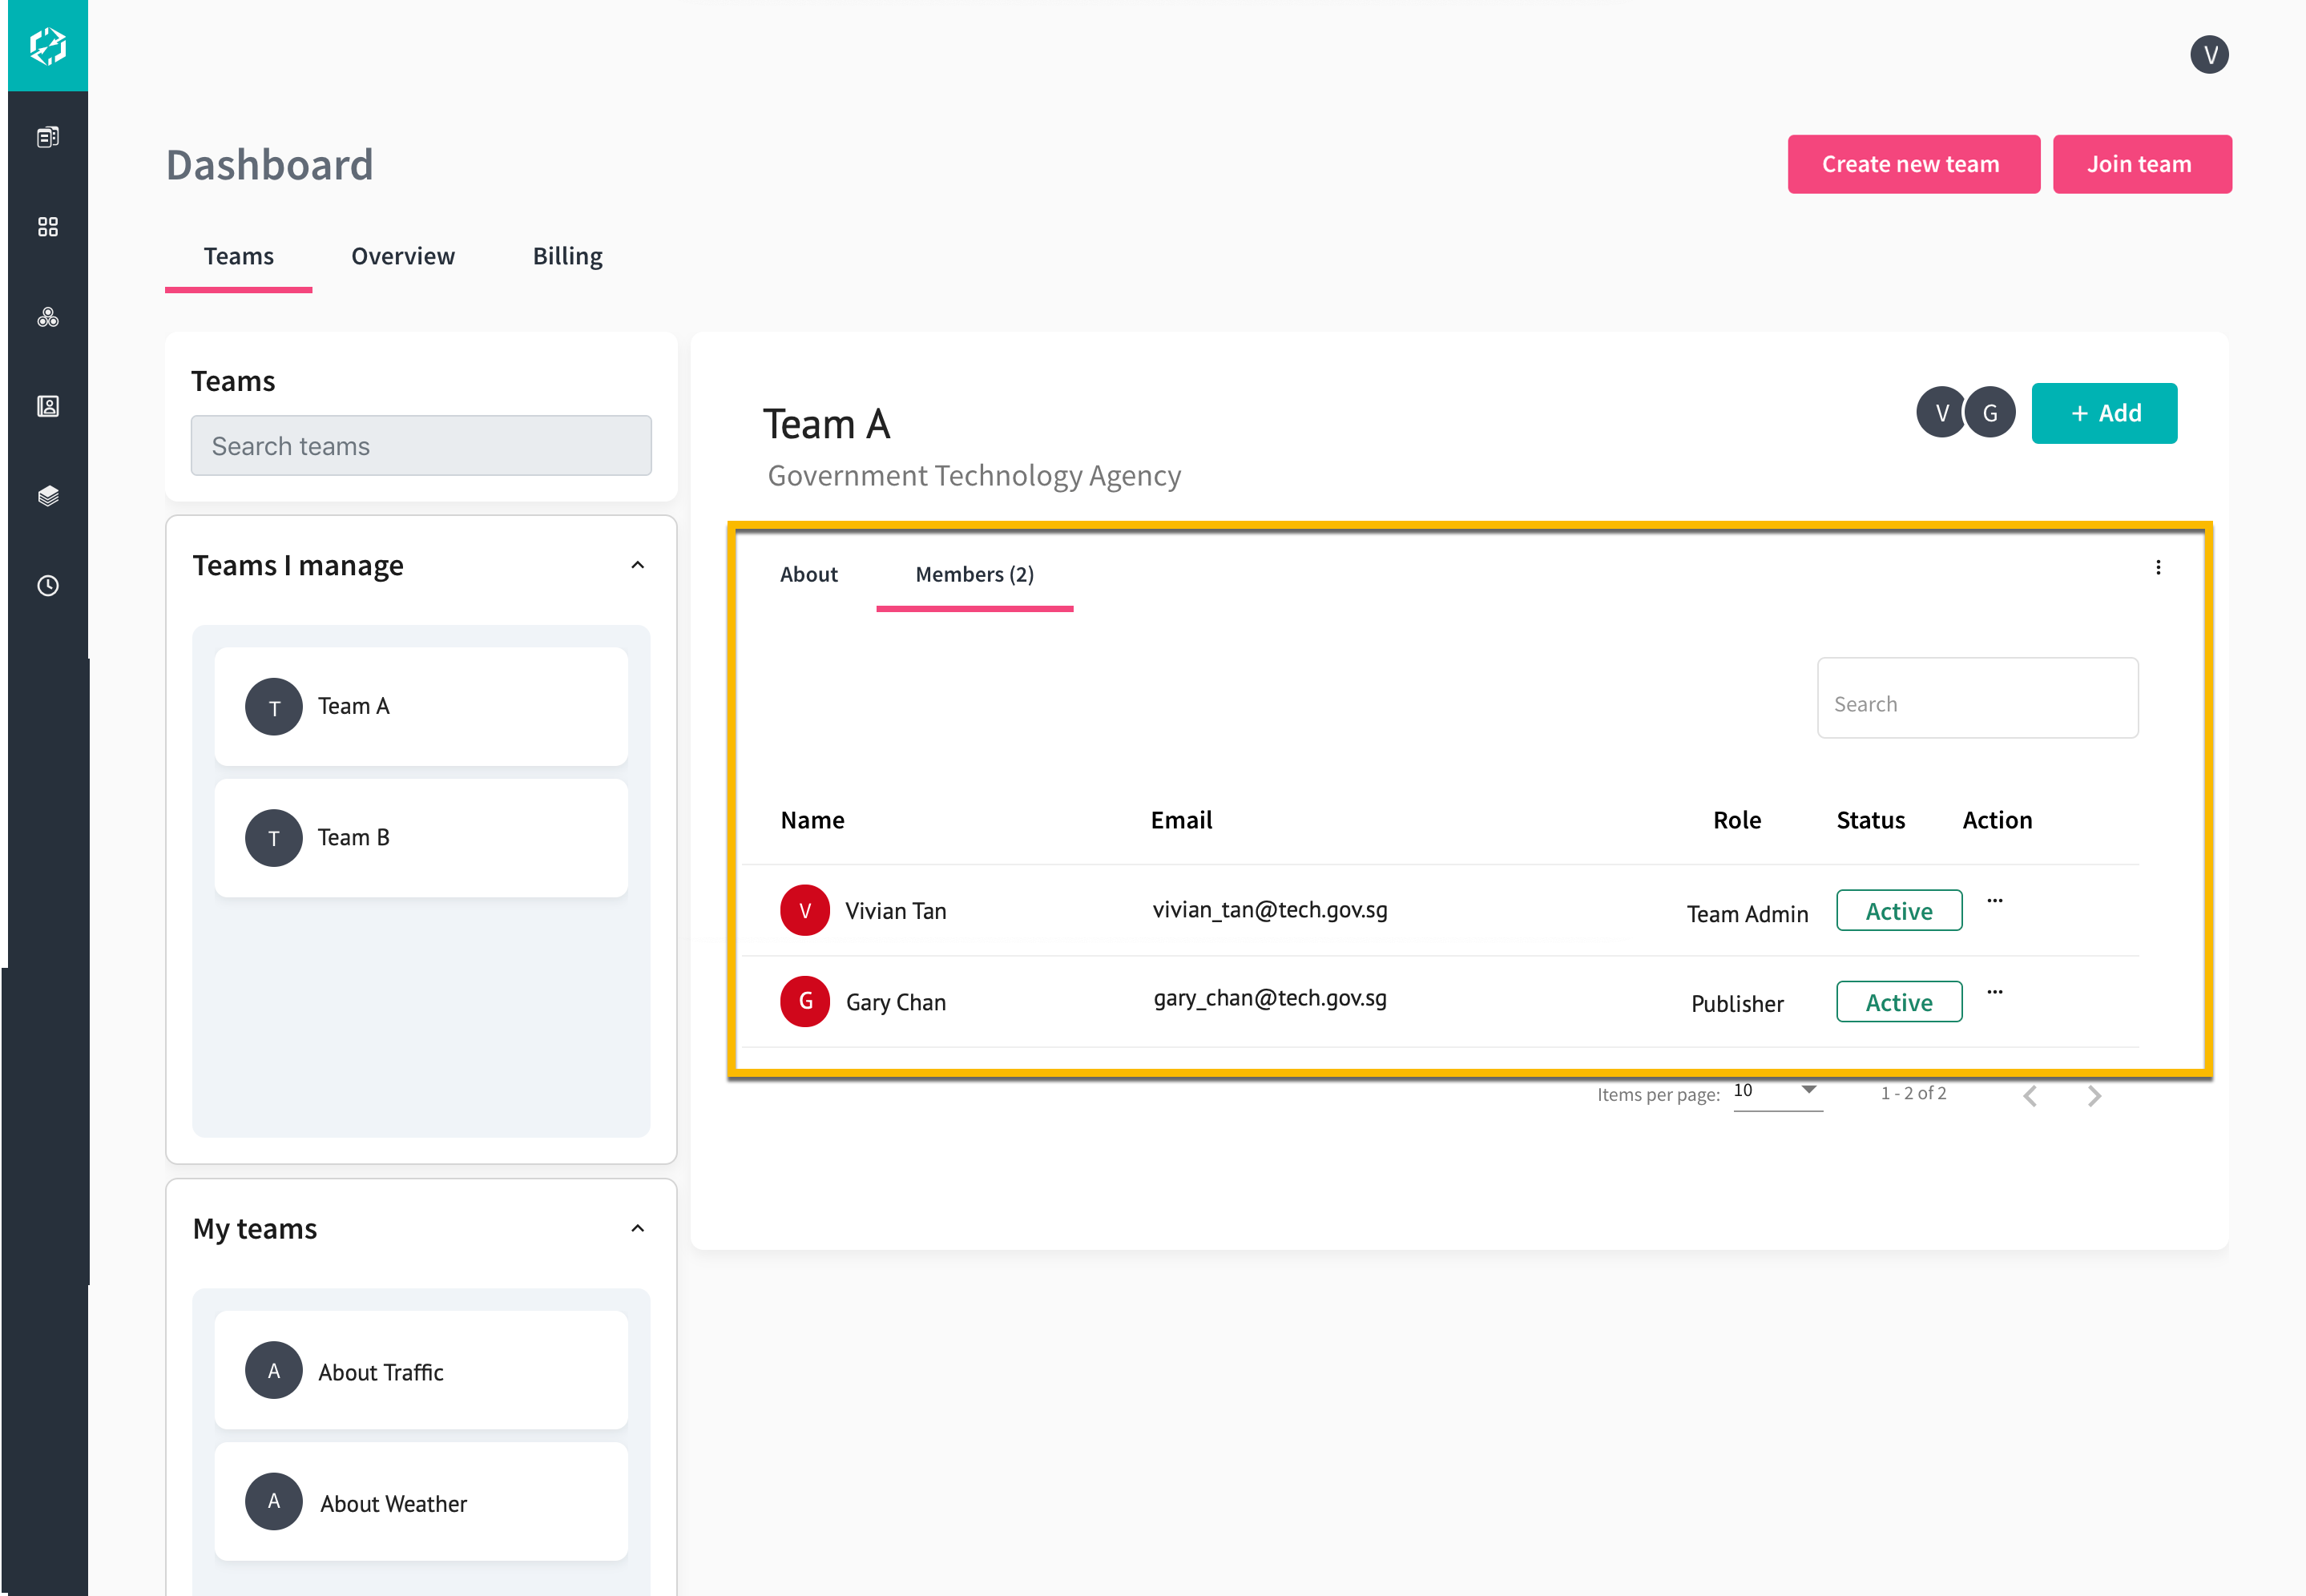 V
Dashboard
Create new team
Join team
Teams
Overview
Billing
Teams
Search teams
Teams I manage
T
Team A
T
Team B
My teams
A
About Traffic
A
About Weather
Team A
Government Technology Agency
V
G
+ Add
About
Members (2)
Search
Name
Email
Role
Status
Action
V
Vivian Tan
vivian_tan@tech.gov.sg
Team Admin
Active
...
G
Gary Chan
gary_chan@tech.gov.sg
Publisher
Active
...
Items per page:
10
1 - 2 of 2